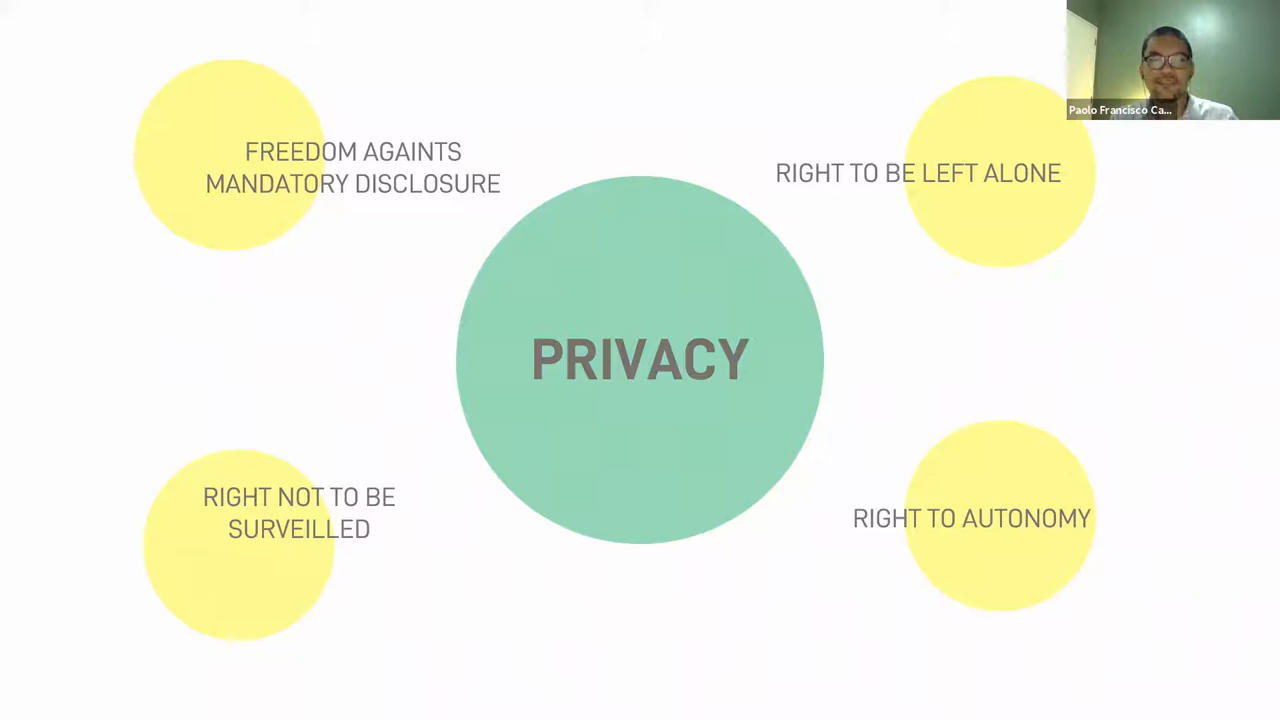 Paolo Francisco Ca...
FREEDOM AGAINTS
MANDATORY DISCLOSURE
RIGHT TO BE LEFT ALONE
PRIVACY
RIGHT NOT TO BE
SURVEILLED
RIGHT TO AUTONOMY